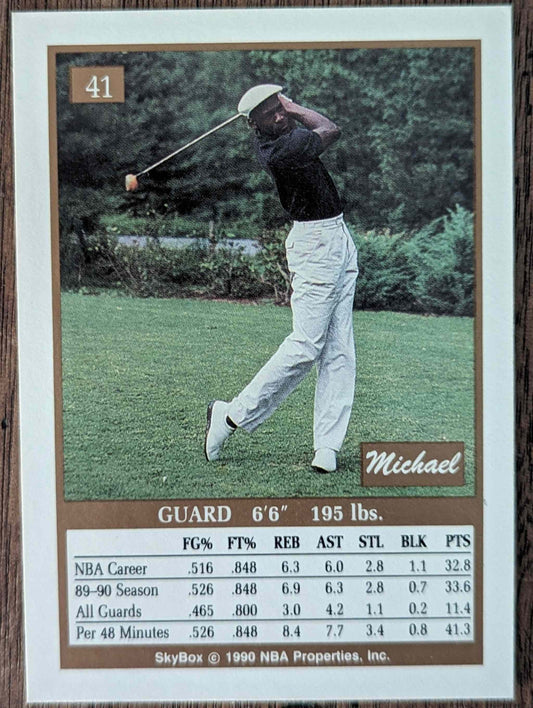 41
Michael
GUARD 6'6" 195 lbs.
FG% FT% REB AST STL BLK PTS
NBA Career .516 .848 6.3 6.0 2.8 1.1 32.8
89-90 Season .526 .848 6.9 6.3 2.8 0.7 33.6
All Guards .465 .800 3.0 4.2 1.1 0.2 11.4
Per 48 Minutes .526 .848 8.4 7.7 3.4 0.8 41.3
SkyBox © 1990 NBA Properties, Inc.